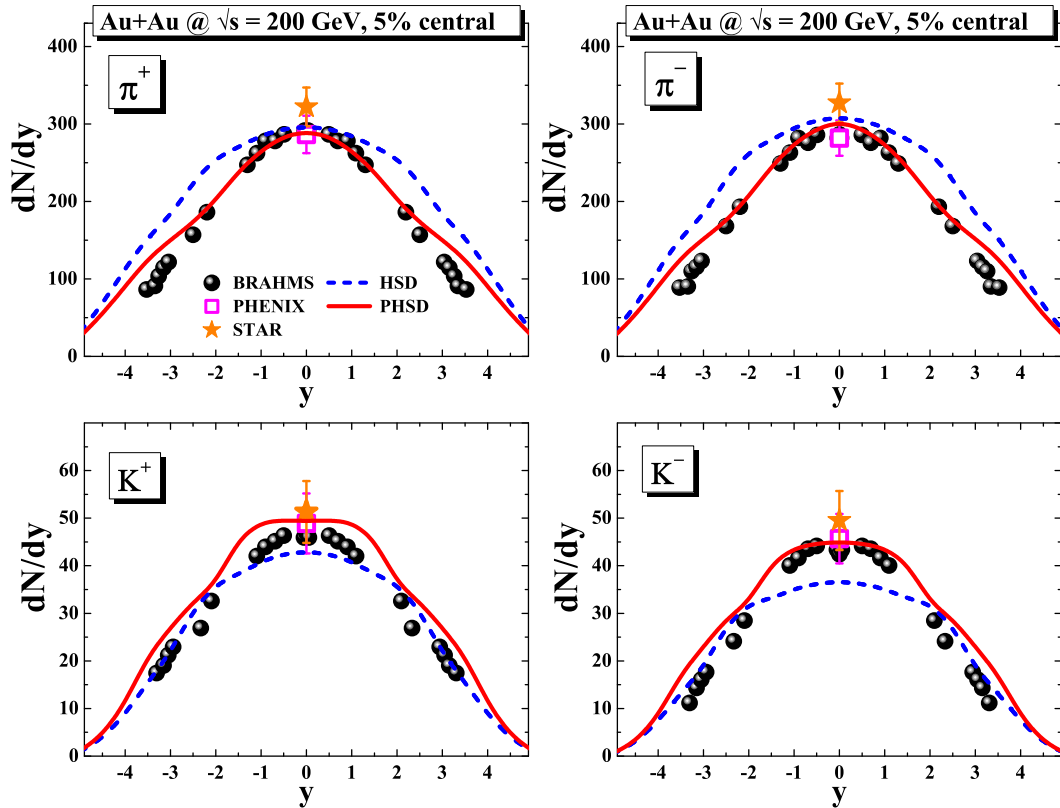 Au+Au @ √s = 200 GeV, 5% central
Au+Au @ √s = 200 GeV, 5% central
400
300
200
100
0
dN/dy
π⁺
BRAHMS
PHENIX
STAR
HSD
PHSD
-4 -3 -2 -1 0 1 2 3 4
y
400
300
200
100
0
dN/dy
π⁻
-4 -3 -2 -1 0 1 2 3 4
y
60
50
40
30
20
10
0
dN/dy
K⁺
-4 -3 -2 -1 0 1 2 3 4
y
60
50
40
30
20
10
0
dN/dy
K⁻
-4 -3 -2 -1 0 1 2 3 4
y